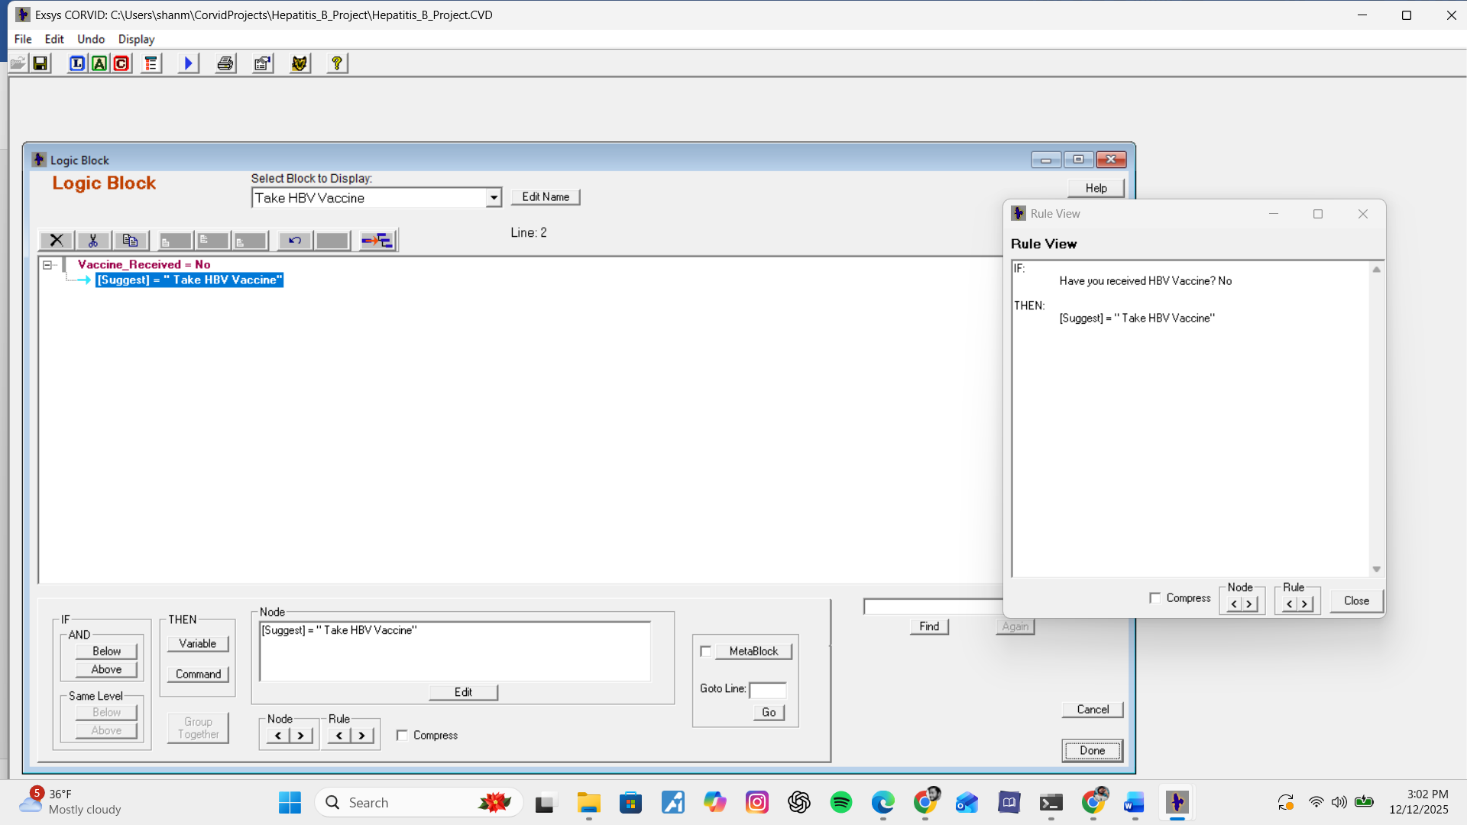 Exsys CORVID: C:\Users\shanm\CorvidProjects\Hepatitis_B_Project\Hepatitis_B_Project.CVD
File Edit Undo Display
L A C
Logic Block
Logic Block
Select Block to Display:
Take HBV Vaccine
Edit Name
Help
Line: 2
Vaccine_Received = No
[Suggest] = " Take HBV Vaccine"
Rule View
Rule View
IF:
Have you received HBV Vaccine? No
THEN:
[Suggest] = " Take HBV Vaccine"
Compress
Node
< >
Rule
< >
Close
IF
AND
Below
Above
Same Level
Below
Above
THEN
Variable
Command
Group
Together
Node
[Suggest] = " Take HBV Vaccine"
Edit
Node
< >
Rule
< >
Compress
MetaBlock
Goto Line:
Go
Find
Again
Cancel
Done
5
36°F
Mostly cloudy
Search
3:02 PM
12/12/2025